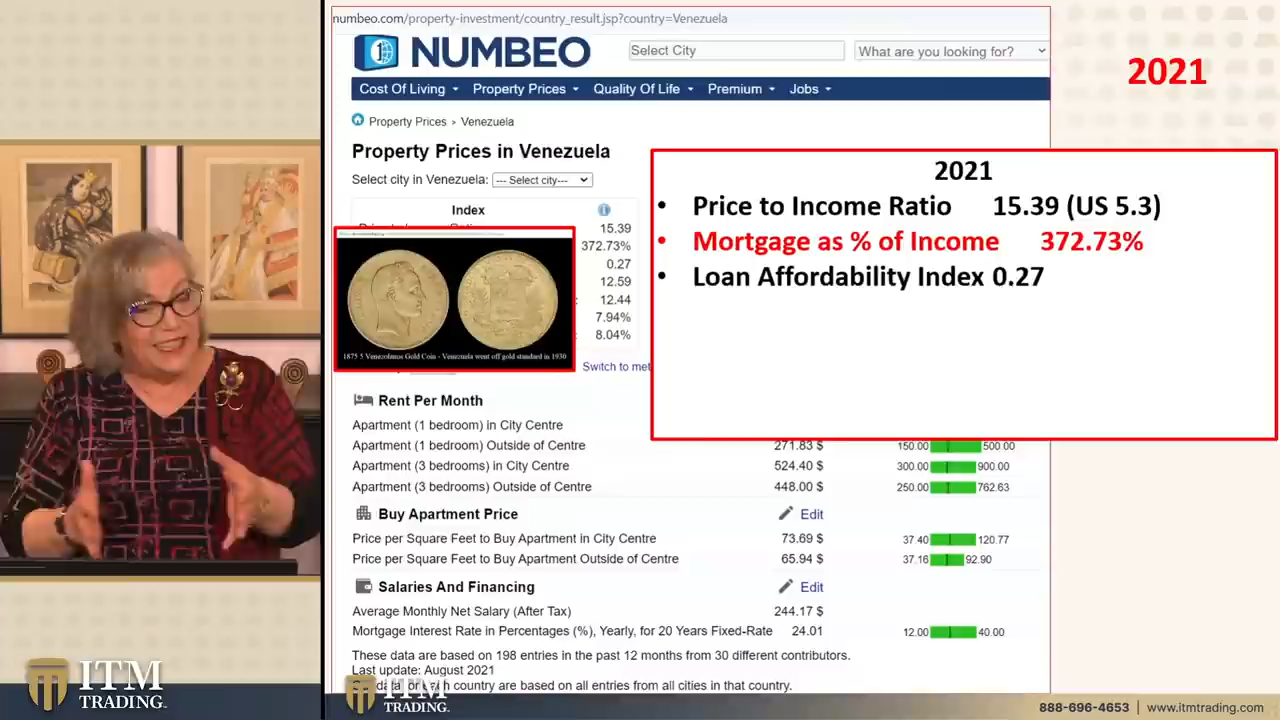 numbeo.com/property-investment/country_result.jsp?country=Venezuela
NUMBEO
Select City
What are you looking for?
2021
Cost Of Living Property Prices Quality Of Life Premium Jobs
Property Prices > Venezuela
Property Prices in Venezuela
Select city in Venezuela: --- Select city---
Index
15.39
372.73%
0.27
12.59
12.44
7.94%
8.04%
1875 5 Venezolanos Gold Coin - Venezuela went off gold standard in 1930
Switch to met
2021
• Price to Income Ratio 15.39 (US 5.3)
• Mortgage as % of Income 372.73%
• Loan Affordability Index 0.27
Rent Per Month
Apartment (1 bedroom) in City Centre
Apartment (1 bedroom) Outside of Centre 271.83 $ 150.00 500.00
Apartment (3 bedrooms) in City Centre 524.40 $ 300.00 900.00
Apartment (3 bedrooms) Outside of Centre 448.00 $ 250.00 762.63
Buy Apartment Price Edit
Price per Square Feet to Buy Apartment in City Centre 73.69 $ 37.40 120.77
Price per Square Feet to Buy Apartment Outside of Centre 65.94 $ 37.16 92.90
Salaries And Financing Edit
Average Monthly Net Salary (After Tax) 244.17 $
Mortgage Interest Rate in Percentages (%), Yearly, for 20 Years Fixed-Rate 24.01 12.00 40.00
These data are based on 198 entries in the past 12 months from 30 different contributors.
Last update: August 2021
country are based on all entries from all cities in that country.
ITM
TRADING
ITM
TRADING
888-696-4653 | www.itmtrading.com